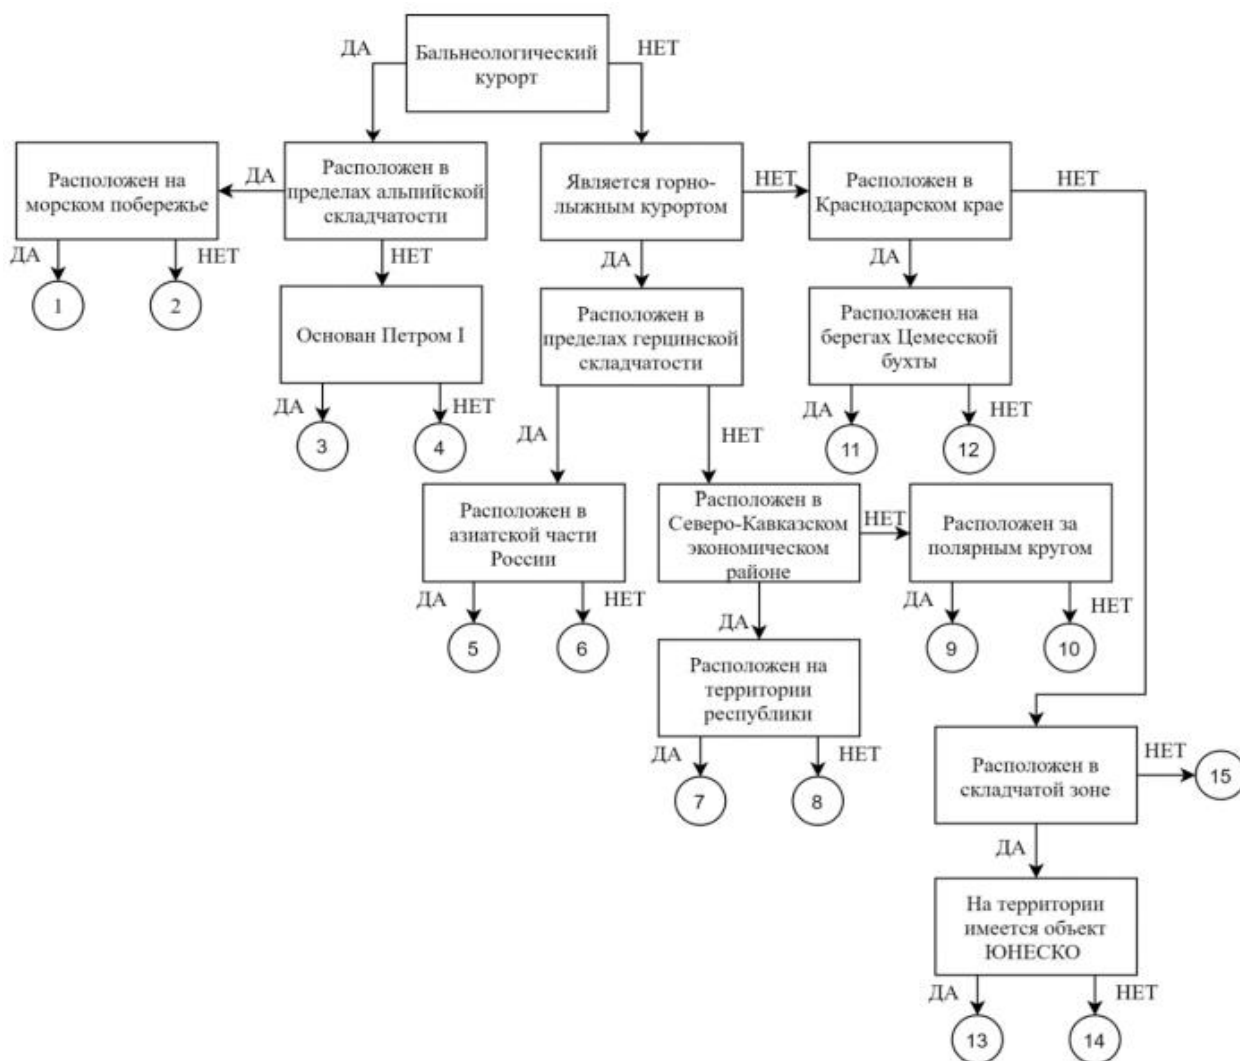 ДА
Бальнеологический
курорт
НЕТ
Расположен на
морском побережье
ДА
Расположен в
пределах альпийской
складчатости
Является горно-
лыжным курортом
НЕТ
Расположен в
Краснодарском крае
НЕТ
ДА
НЕТ
1
2
НЕТ
Основан Петром I
ДА
Расположен в
пределах герцинской
складчатости
ДА
Расположен на
берегах Цемесской
бухты
ДА
НЕТ
3
4
ДА
НЕТ
ДА
НЕТ
11
12
Расположен в
азиатской части
России
Расположен в
Северо-Кавказском
экономическом
районе
НЕТ
Расположен за
полярным кругом
ДА
НЕТ
5
6
ДА
ДА
НЕТ
9
10
Расположен на
территории
республики
ДА
НЕТ
7
8
Расположен в
складчатой зоне
НЕТ
15
ДА
На территории
имеется объект
ЮНЕСКО
ДА
НЕТ
13
14